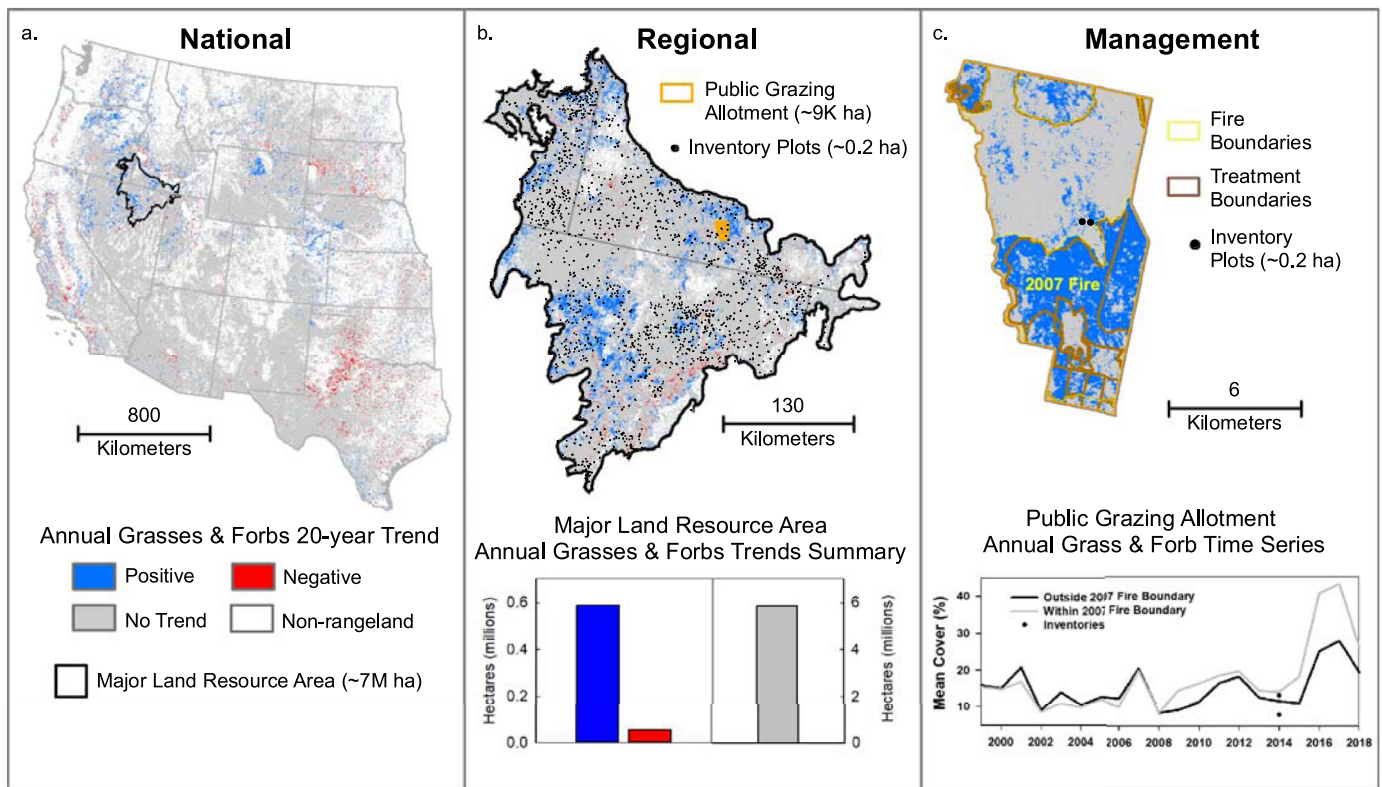 a.
National
800
Kilometers
Annual Grasses & Forbs 20-year Trend
Positive
Negative
No Trend
Non-rangeland
Major Land Resource Area (~7M ha)
b.
Regional
Public Grazing
Allotment (~9K ha)
Inventory Plots (~0.2 ha)
130
Kilometers
Major Land Resource Area
Annual Grasses & Forbs Trends Summary
Hectares (millions)
0.6
0.4
0.2
0.0
6
4
2
0
Hectares (millions)
c.
Management
Fire
Boundaries
Treatment
Boundaries
Inventory
Plots (~0.2 ha)
2007 Fire
6
Kilometers
Public Grazing Allotment
Annual Grass & Forb Time Series
Mean Cover (%)
40
30
20
10
Outside 2007 Fire Boundary
Within 2007 Fire Boundary
Inventories
2000 2002 2004 2006 2008 2010 2012 2014 2016 2018